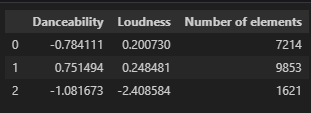 Danceability Loudness Number of elements
0 -0.784111 0.200730 7214
1 0.751494 0.248481 9853
2 -1.081673 -2.408584 1621